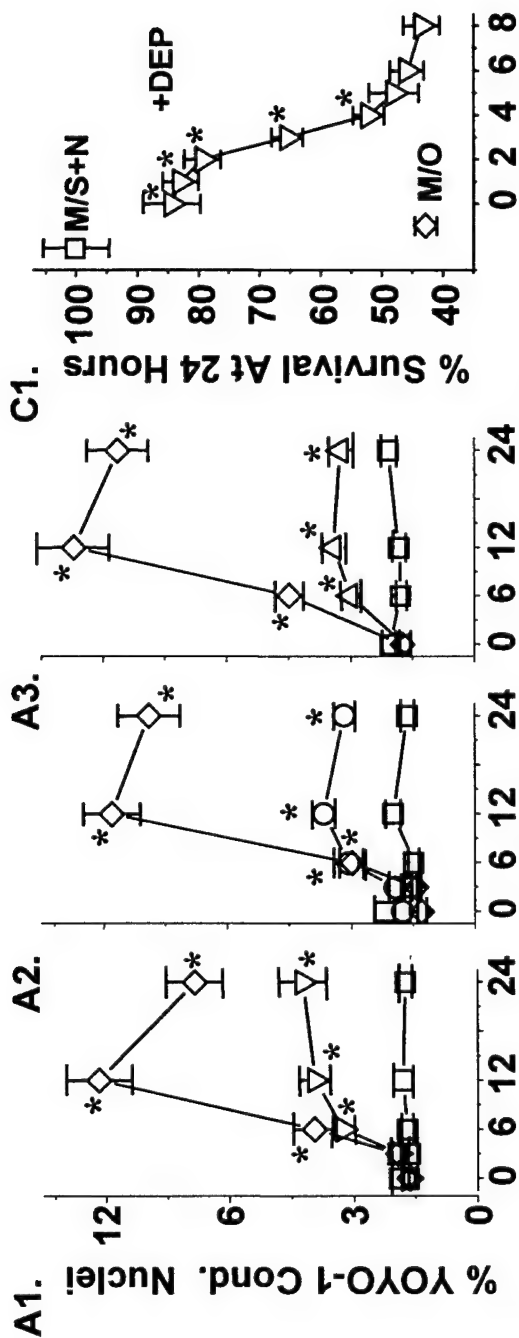 A1.
A2.
A3.
C1.
% YOYO-1 Cond. Nuclei
12
6
3
0
0 6 12 24
0 6 12 24
0 6 12 24
* * * * *
* * * * *
* * * * * *
% Survival At 24 Hours
100
90
80
70
60
50
40
M/S+N
+DEP
* * * * *
M/O
0 2 4 6 8